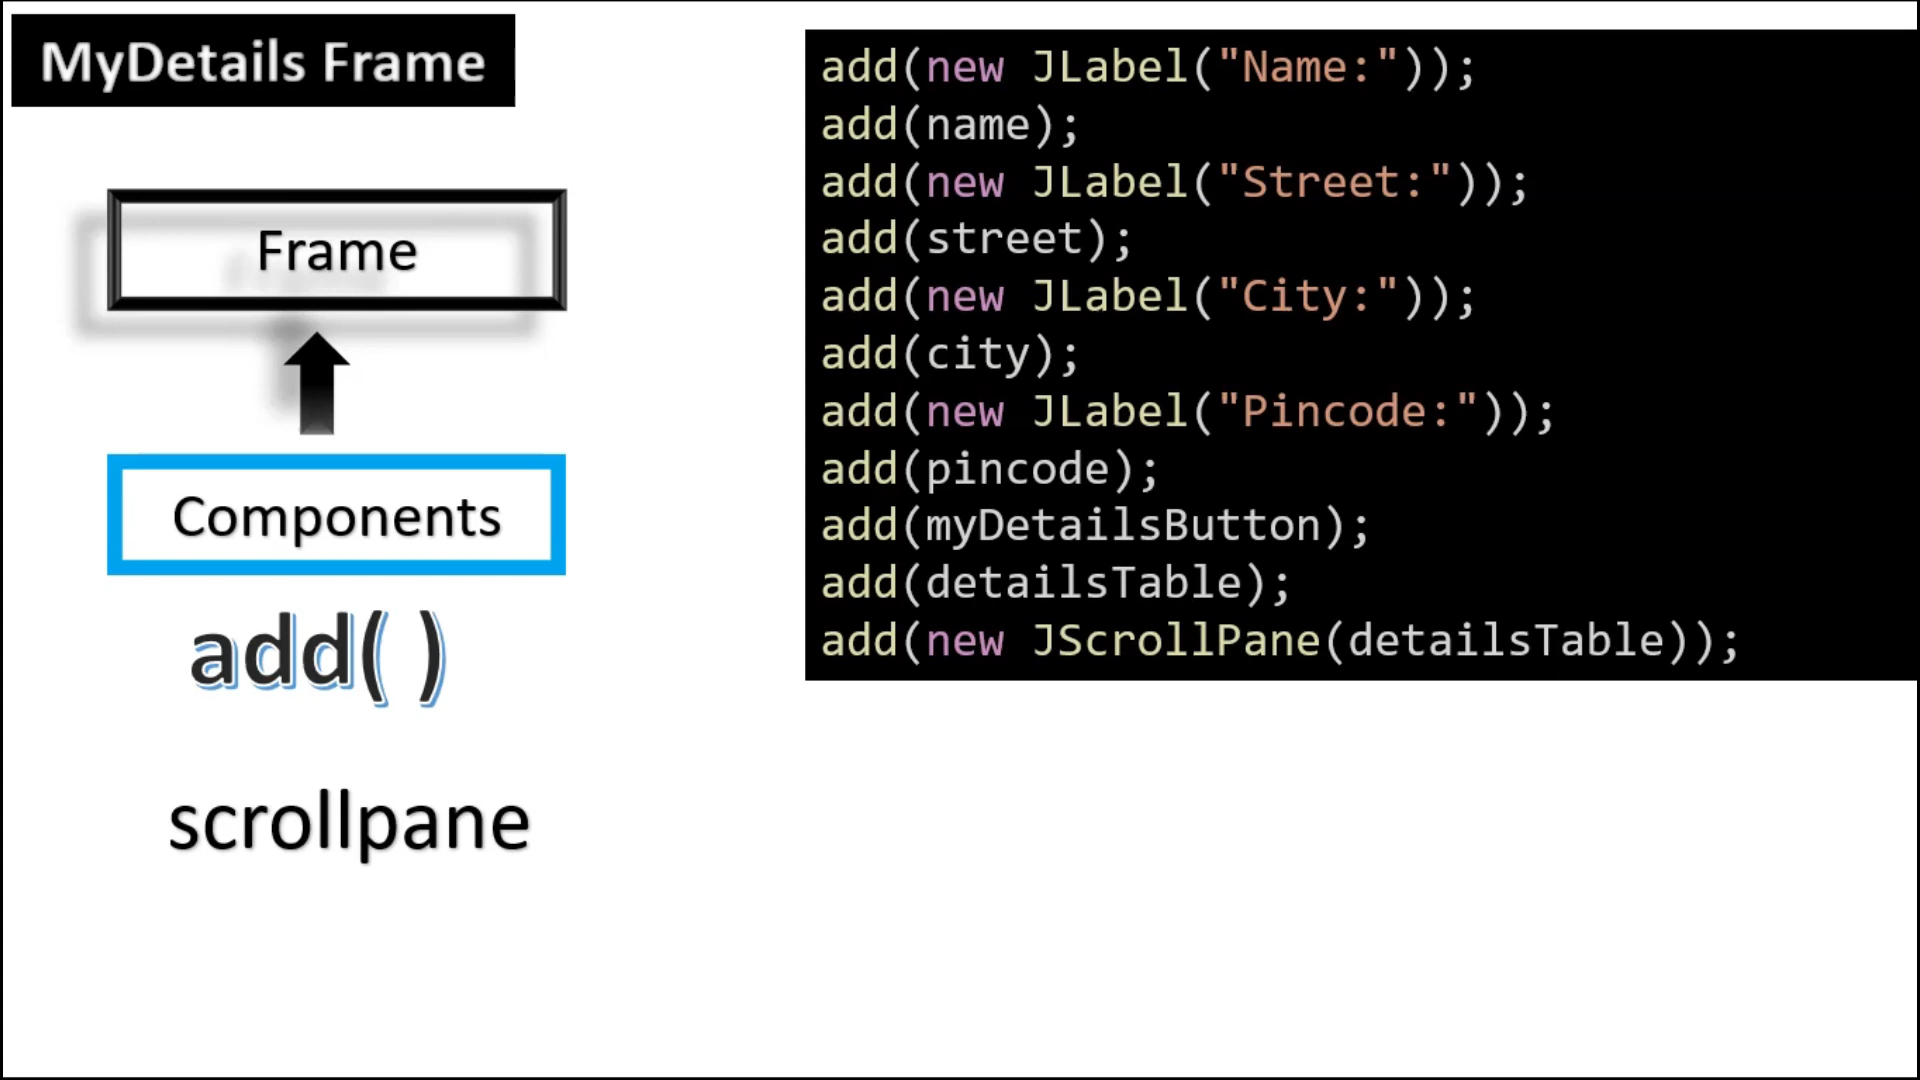 MyDetails Frame
Frame
Components
add( )
scrollpane
add(new JLabel("Name:"));
add(name);
add(new JLabel("Street:"));
add(street);
add(new JLabel("City:"));
add(city);
add(new JLabel("Pincode:"));
add(pincode);
add(myDetailsButton);
add(detailsTable);
add(new JScrollPane(detailsTable));